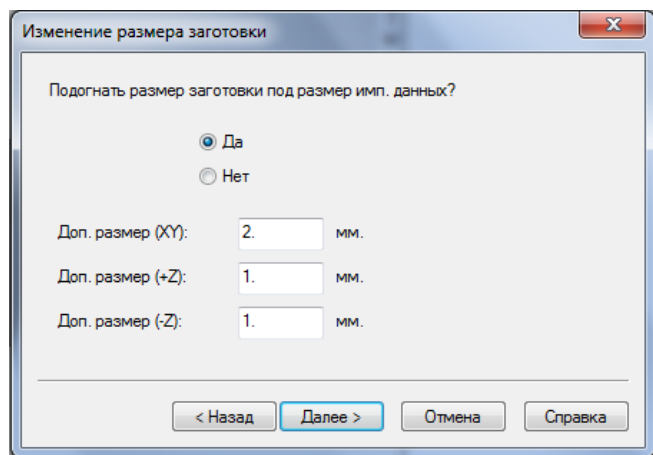 Изменение размера заготовки
Подогнать размер заготовки под размер имп. данных?
Да
Нет
Доп. размер (XY): 2. мм.
Доп. размер (+Z): 1. мм.
Доп. размер (-Z): 1. мм.
< Назад Далее > Отмена Справка